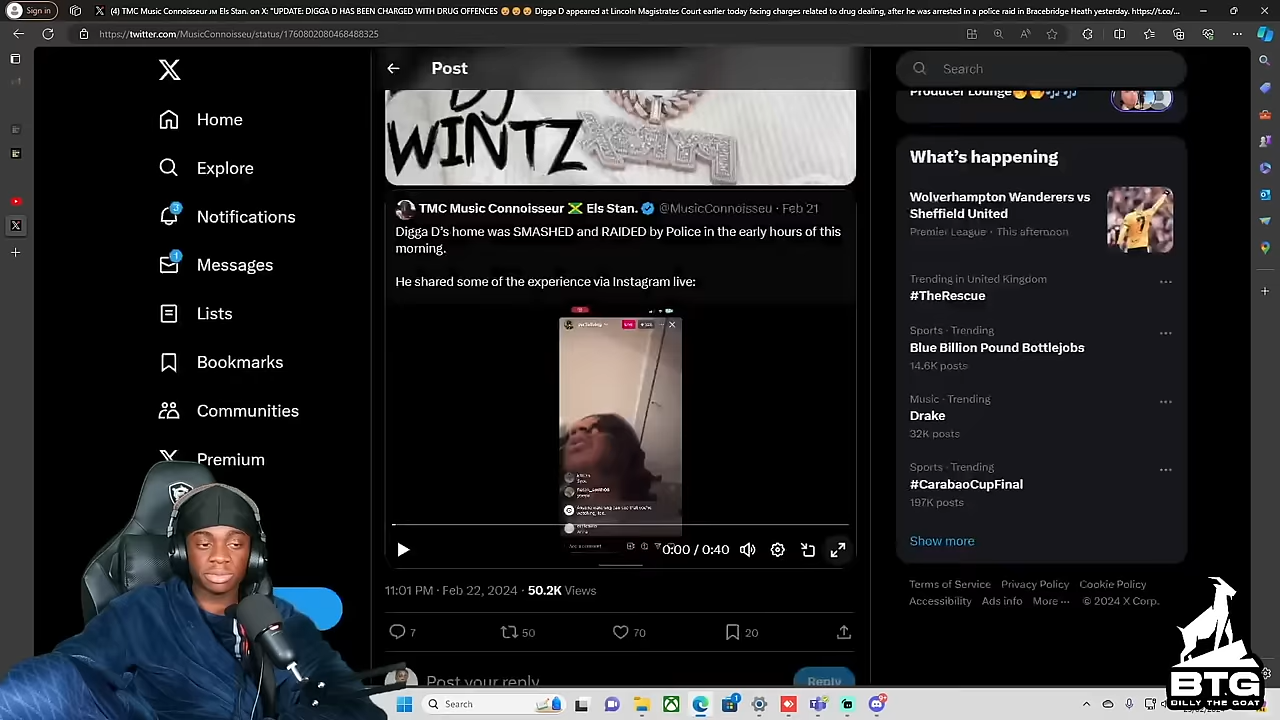 Sign in
(4) TMC Music Connoisseur JM Els Stan. on X: "UPDATE: DIGGA D HAS BEEN CHARGED WITH DRUG OFFENCES 😳😳😳 Digga D appeared at Lincoln Magistrates Court earlier today facing charges related to drug dealing, after he was arrested in a police raid in Bracebridge Heath yesterday. https://t.co/...
https://twitter.com/MusicConnoisseu/status/1760802080468488325
Post
Search
Home
Explore
3
Notifications
1
Messages
Lists
Bookmarks
Communities
Premium
DJ
WINTZ
TMC Music Connoisseur 🇯🇲 Els Stan. @MusicConnoisseu · Feb 21
Digga D's home was SMASHED and RAIDED by Police in the early hours of this
morning.
He shared some of the experience via Instagram live:
0:00 / 0:40
11:01 PM · Feb 22, 2024 · 50.2K Views
7
50
70
20
Post your reply
Reply
Producer Lounge
What's happening
Wolverhampton Wanderers vs
Sheffield United
Premier League · This afternoon
Trending in United Kingdom
#TheRescue
Sports · Trending
Blue Billion Pound Bottlejobs
14.6K posts
Music · Trending
Drake
32K posts
Sports · Trending
#CarabaoCupFinal
197K posts
Show more
Terms of Service Privacy Policy Cookie Policy
Accessibility Ads info More ··· © 2024 X Corp.
BTG
BILLY THE GOAT
Search